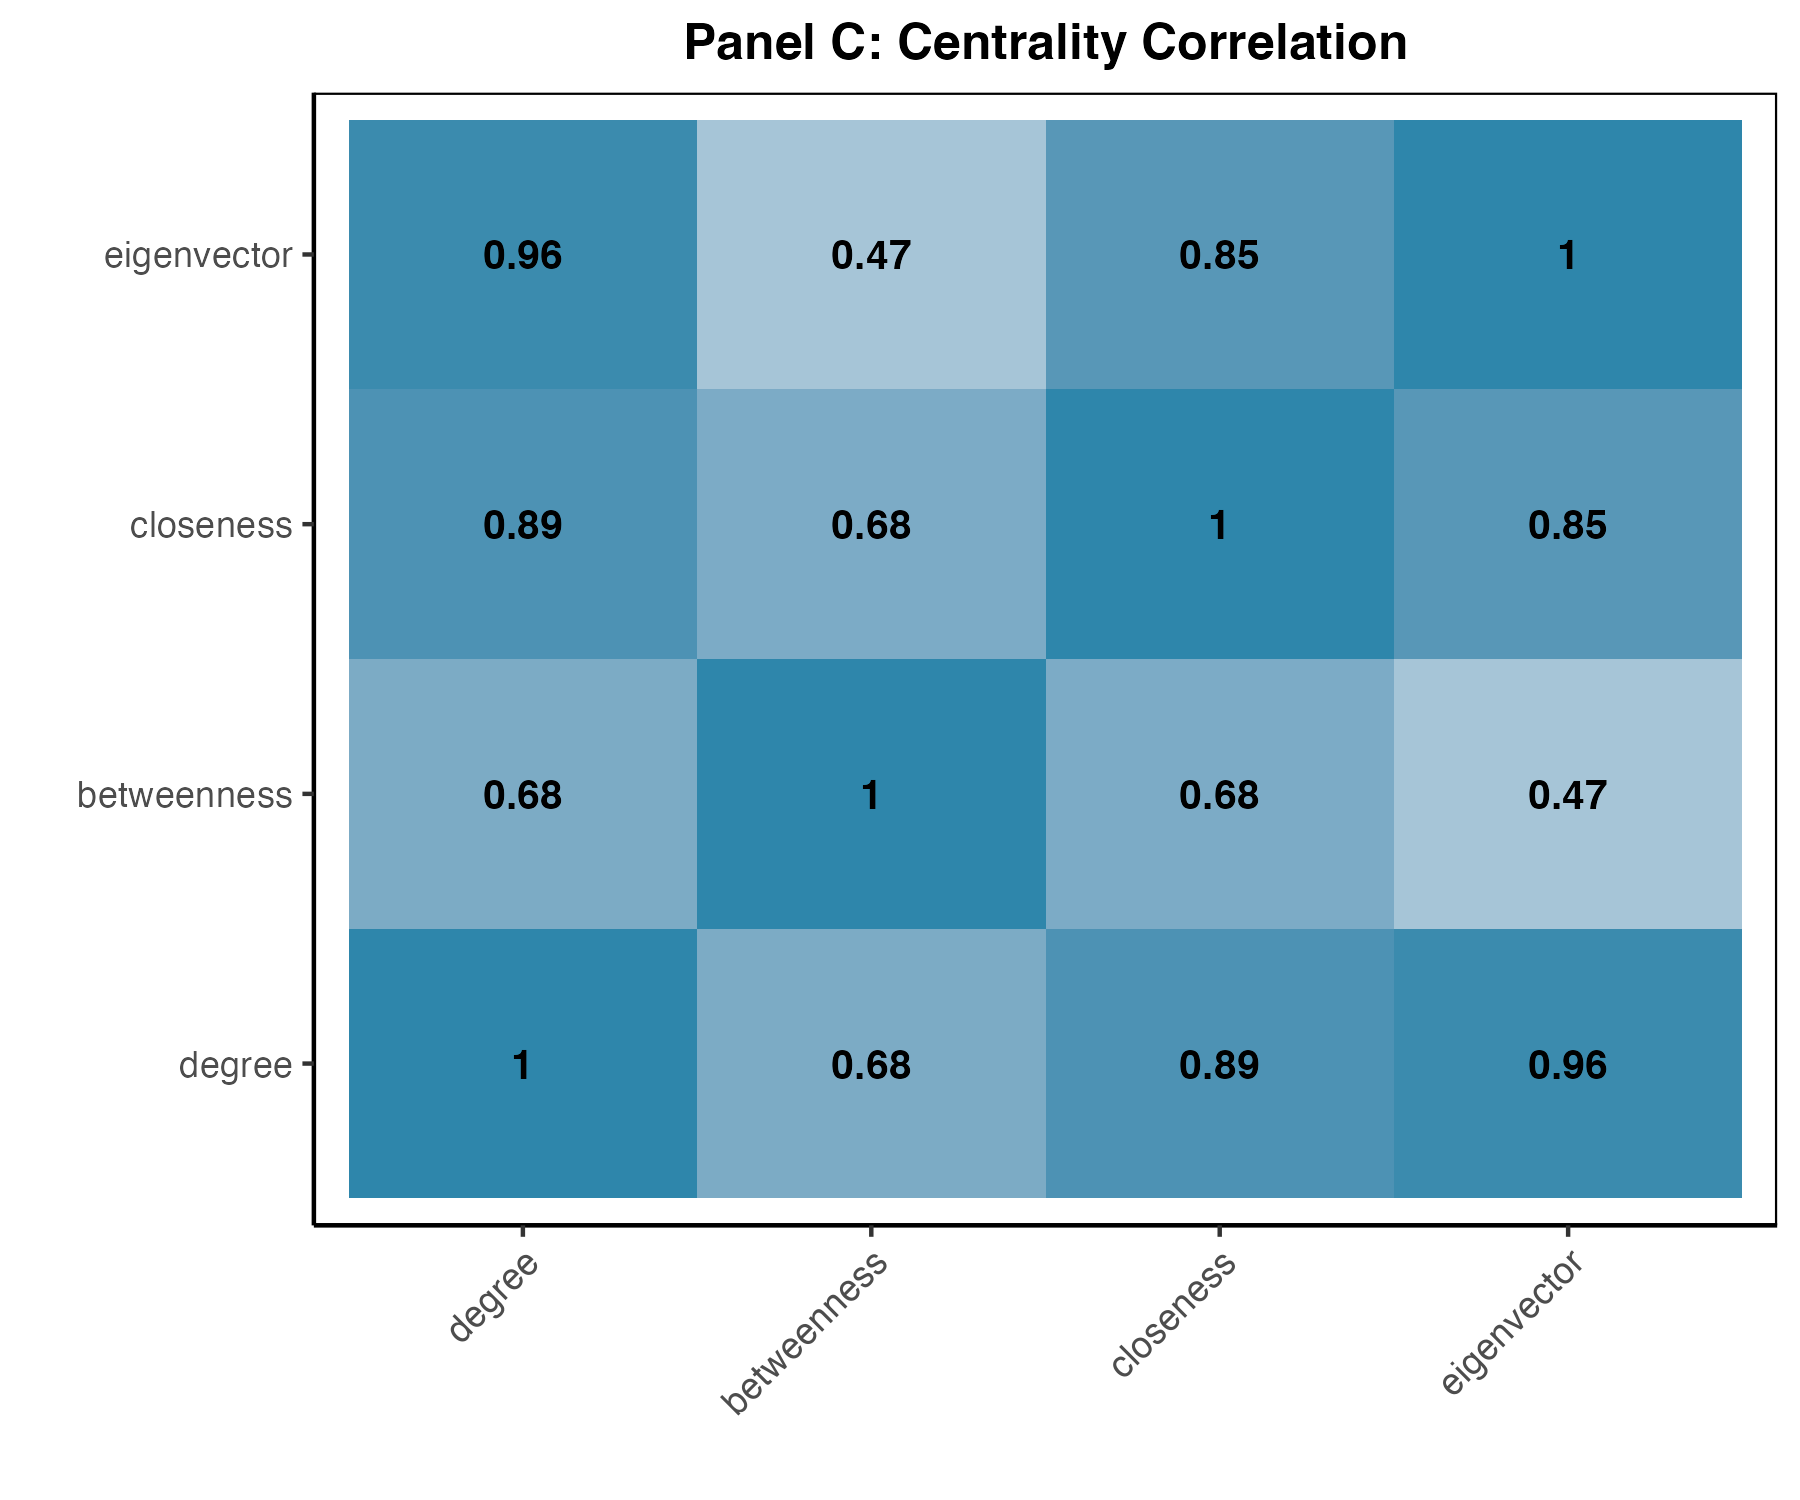 Panel C: Centrality Correlation
eigenvector 0.96 0.47 0.85 1
closeness 0.89 0.68 1 0.85
betweenness 0.68 1 0.68 0.47
degree 1 0.68 0.89 0.96
degree betweenness closeness eigenvector